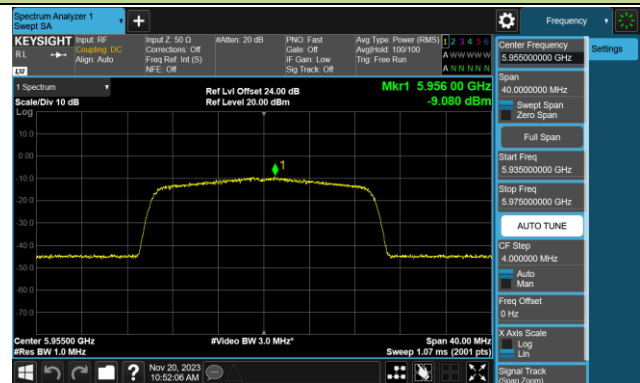 Spectrum Analyzer 1
Swept SA
Frequency
KEYSIGHT
RL
LXI
Input: RF
Coupling: DC
Align: Auto
Input Z: 50 Ω
Corrections: Off
Freq Ref: Int (S)
NFE: Off
#Atten: 20 dB
PNO: Fast
Gate: Off
IF Gain: Low
Sig Track: Off
Avg Type: Power (RMS)
Avg|Hold: 100/100
Trig: Free Run
1 2 3 4 5 6
A W W W W W
A N N N N N
1 Spectrum
Scale/Div 10 dB
Log
Ref Lvl Offset 24.00 dB
Ref Level 20.00 dBm
Mkr1 5.956 00 GHz
-9.080 dBm
10.0
0.00
-10.0
-20.0
-30.0
-40.0
-50.0
-60.0
-70.0
1
Center 5.95500 GHz
#Res BW 1.0 MHz
#Video BW 3.0 MHz*
Span 40.00 MHz
Sweep 1.07 ms (2001 pts)
Nov 20, 2023
10:52:06 AM
Center Frequency
5.955000000 GHz
Span
40.0000000 MHz
Swept Span
Zero Span
Full Span
Start Freq
5.935000000 GHz
Stop Freq
5.975000000 GHz
AUTO TUNE
CF Step
4.000000 MHz
Auto
Man
Freq Offset
0 Hz
X Axis Scale
Log
Lin
Signal Track
(Span Zoom)
Settings